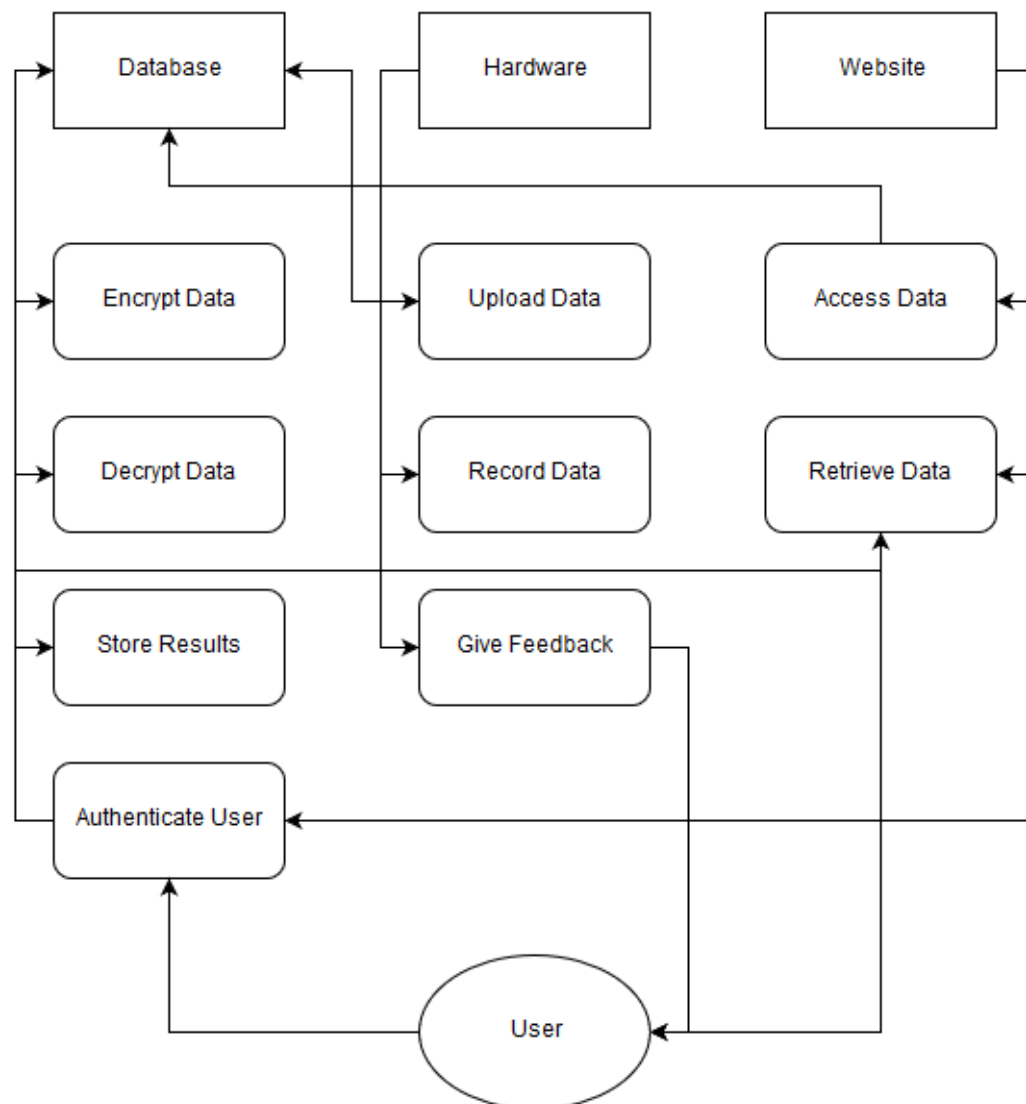 Database
Hardware
Website
Encrypt Data
Upload Data
Access Data
Decrypt Data
Record Data
Retrieve Data
Store Results
Give Feedback
Authenticate User
User